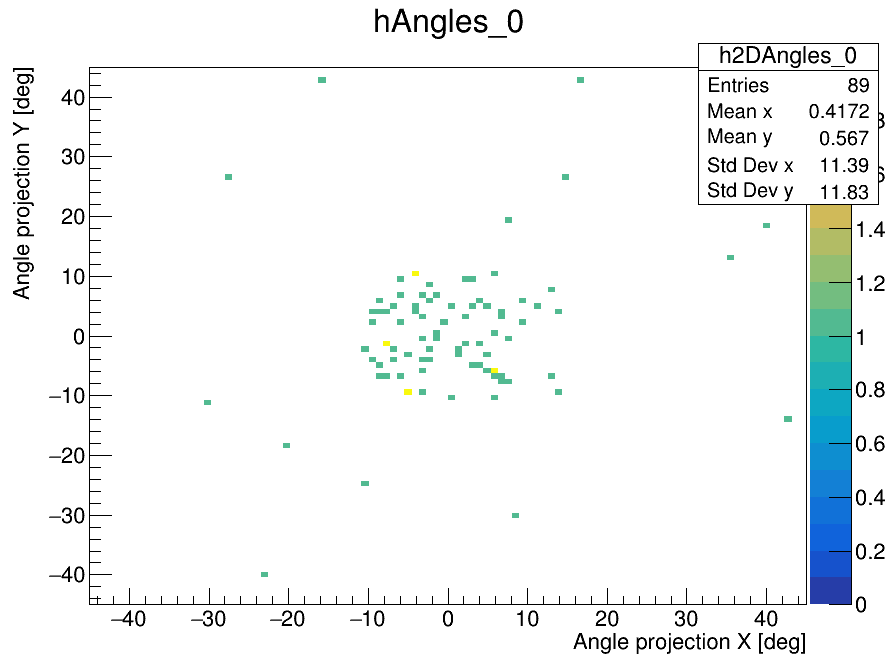 hAngles_0
h2DAngles_0
Entries 89
Mean x 0.4172
Mean y 0.567
Std Dev x 11.39
Std Dev y 11.83
Angle projection Y [deg]
40
30
20
10
0
−10
−20
−30
−40
−40 −30 −20 −10 0 10 20 30 40
Angle projection X [deg]
1.4
1.2
1
0.8
0.6
0.4
0.2
0